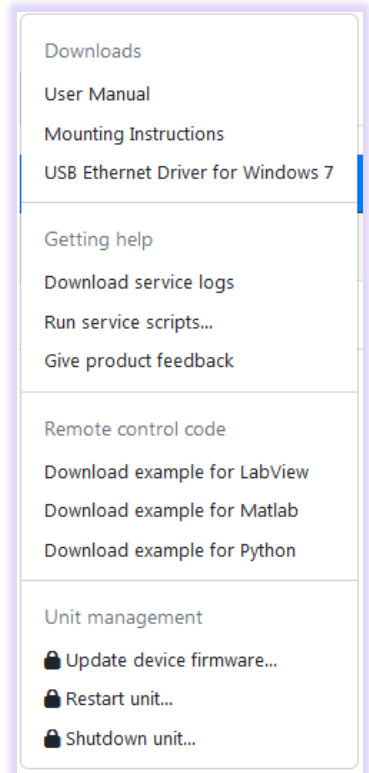 Downloads
User Manual
Mounting Instructions
USB Ethernet Driver for Windows 7
Getting help
Download service logs
Run service scripts...
Give product feedback
Remote control code
Download example for LabView
Download example for Matlab
Download example for Python
Unit management
Update device firmware...
Restart unit...
Shutdown unit...